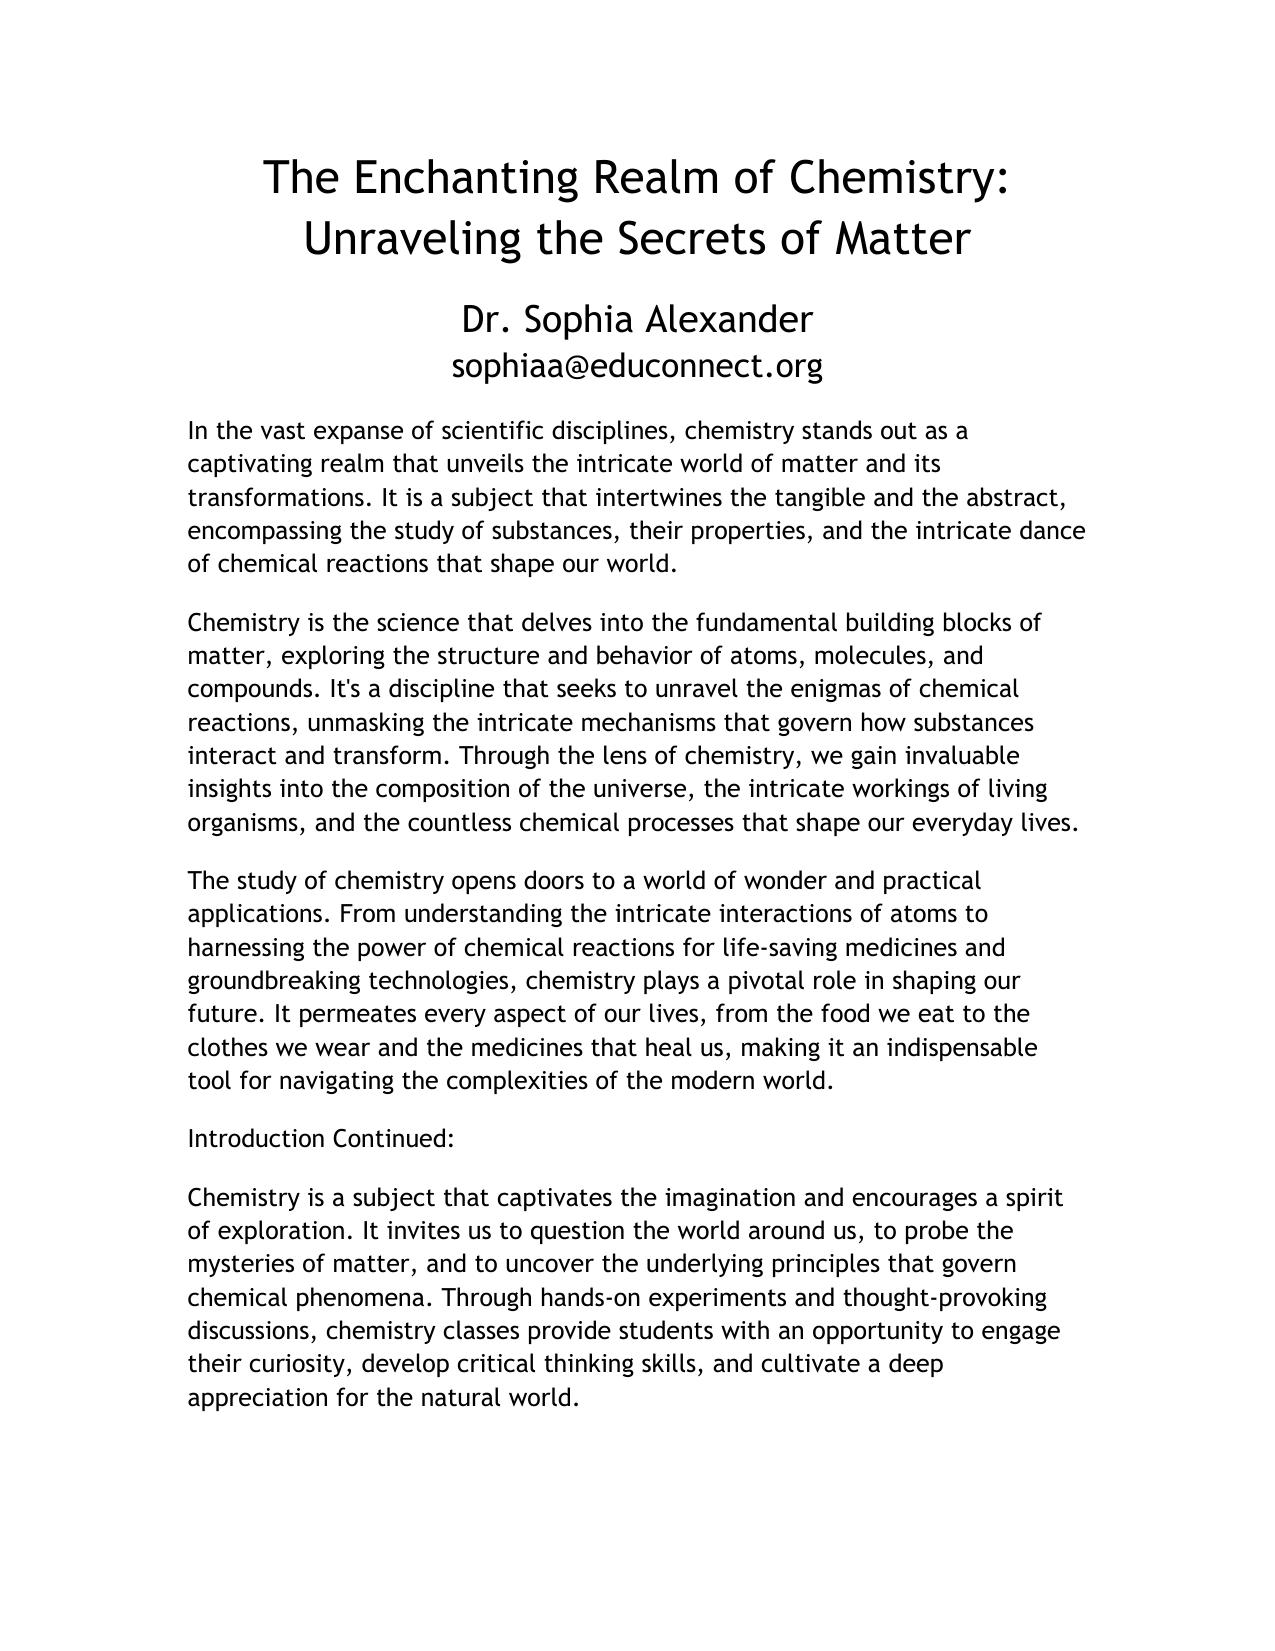 The Enchanting Realm of Chemistry:
Unraveling the Secrets of Matter
Dr. Sophia Alexander
sophiaa@educonnect.org
In the vast expanse of scientific disciplines, chemistry stands out as a
captivating realm that unveils the intricate world of matter and its
transformations. It is a subject that intertwines the tangible and the abstract,
encompassing the study of substances, their properties, and the intricate dance
of chemical reactions that shape our world.
Chemistry is the science that delves into the fundamental building blocks of
matter, exploring the structure and behavior of atoms, molecules, and
compounds. It's a discipline that seeks to unravel the enigmas of chemical
reactions, unmasking the intricate mechanisms that govern how substances
interact and transform. Through the lens of chemistry, we gain invaluable
insights into the composition of the universe, the intricate workings of living
organisms, and the countless chemical processes that shape our everyday lives.
The study of chemistry opens doors to a world of wonder and practical
applications. From understanding the intricate interactions of atoms to
harnessing the power of chemical reactions for life-saving medicines and
groundbreaking technologies, chemistry plays a pivotal role in shaping our
future. It permeates every aspect of our lives, from the food we eat to the
clothes we wear and the medicines that heal us, making it an indispensable
tool for navigating the complexities of the modern world.
Introduction Continued:
Chemistry is a subject that captivates the imagination and encourages a spirit
of exploration. It invites us to question the world around us, to probe the
mysteries of matter, and to uncover the underlying principles that govern
chemical phenomena. Through hands-on experiments and thought-provoking
discussions, chemistry classes provide students with an opportunity to engage
their curiosity, develop critical thinking skills, and cultivate a deep
appreciation for the natural world.